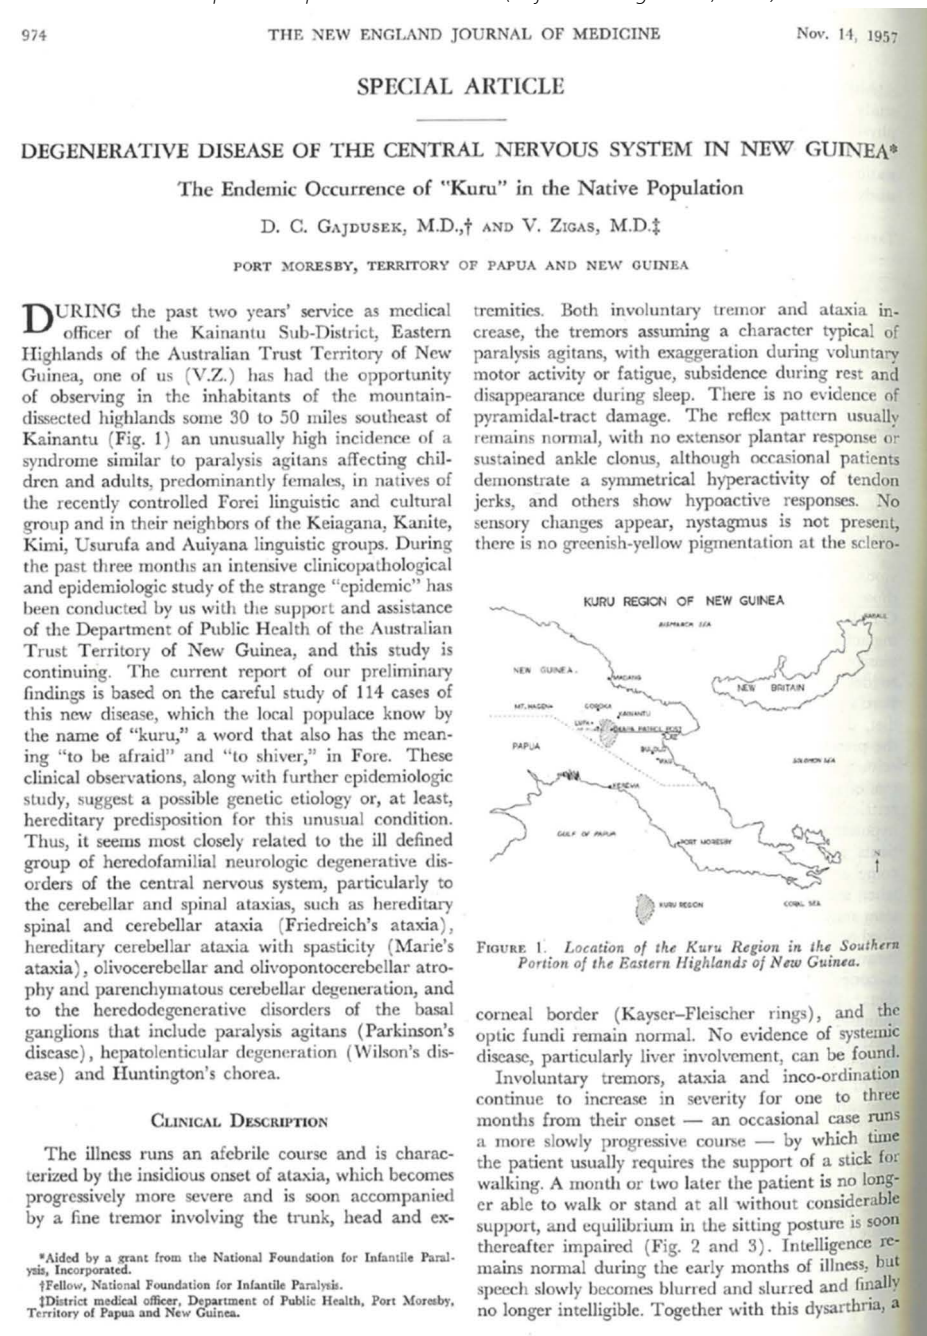 974
THE NEW ENGLAND JOURNAL OF MEDICINE
Nov. 14, 1957
SPECIAL ARTICLE
DEGENERATIVE DISEASE OF THE CENTRAL NERVOUS SYSTEM IN NEW GUINEA*
The Endemic Occurrence of "Kuru" in the Native Population
D. C. GAJDUSEK, M.D.,† AND V. ZIGAS, M.D.‡
PORT MORESBY, TERRITORY OF PAPUA AND NEW GUINEA
DURING the past two years' service as medical
officer of the Kainantu Sub-District, Eastern
Highlands of the Australian Trust Territory of New
Guinea, one of us (V.Z.) has had the opportunity
of observing in the inhabitants of the mountain-
dissected highlands some 30 to 50 miles southeast of
Kainantu (Fig. 1) an unusually high incidence of a
syndrome similar to paralysis agitans affecting chil-
dren and adults, predominantly females, in natives of
the recently controlled Forei linguistic and cultural
group and in their neighbors of the Keiagana, Kanite,
Kimi, Usurufa and Auiyana linguistic groups. During
the past three months an intensive clinicopathological
and epidemiologic study of the strange "epidemic" has
been conducted by us with the support and assistance
of the Department of Public Health of the Australian
Trust Territory of New Guinea, and this study is
continuing. The current report of our preliminary
findings is based on the careful study of 114 cases of
this new disease, which the local populace know by
the name of "kuru," a word that also has the mean-
ing "to be afraid" and "to shiver," in Fore. These
clinical observations, along with further epidemiologic
study, suggest a possible genetic etiology or, at least,
hereditary predisposition for this unusual condition.
Thus, it seems most closely related to the ill defined
group of heredofamilial neurologic degenerative dis-
orders of the central nervous system, particularly to
the cerebellar and spinal ataxias, such as hereditary
spinal and cerebellar ataxia (Friedreich's ataxia),
hereditary cerebellar ataxia with spasticity (Marie's
ataxia), olivocerebellar and olivopontocerebellar atro-
phy and parenchymatous cerebellar degeneration, and
to the heredodegenerative disorders of the basal
ganglions that include paralysis agitans (Parkinson's
disease), hepatolenticular degeneration (Wilson's dis-
ease) and Huntington's chorea.
CLINICAL DESCRIPTION
The illness runs an afebrile course and is charac-
terized by the insidious onset of ataxia, which becomes
progressively more severe and is soon accompanied
by a fine tremor involving the trunk, head and ex-
*Aided by a grant from the National Foundation for Infantile Paral-
ysis, Incorporated.
†Fellow, National Foundation for Infantile Paralysis.
‡District medical officer, Department of Public Health, Port Moresby,
Territory of Papua and New Guinea.
tremities. Both involuntary tremor and ataxia in-
crease, the tremors assuming a character typical of
paralysis agitans, with exaggeration during voluntary
motor activity or fatigue, subsidence during rest and
disappearance during sleep. There is no evidence of
pyramidal-tract damage. The reflex pattern usually
remains normal, with no extensor plantar response or
sustained ankle clonus, although occasional patients
demonstrate a symmetrical hyperactivity of tendon
jerks, and others show hypoactive responses. No
sensory changes appear, nystagmus is not present,
there is no greenish-yellow pigmentation at the sclero-
KURU REGION OF NEW GUINEA
BISMARCK SEA
RABAUL
NEW GUINEA.
MADANG
NEW BRITAIN
MT. HAGEN
GOROKA
KAINANTU
LUFA
OKAPA PATROL POST
LAE
PAPUA
BULOLO
WAU
SOLOMON SEA
KEREMA
GULF OF PAPUA
PORT MORESBY
N
KURU REGION
CORAL SEA
FIGURE 1. Location of the Kuru Region in the Southern
Portion of the Eastern Highlands of New Guinea.
corneal border (Kayser–Fleischer rings), and the
optic fundi remain normal. No evidence of systemic
disease, particularly liver involvement, can be found.
Involuntary tremors, ataxia and inco-ordination
continue to increase in severity for one to three
months from their onset — an occasional case runs
a more slowly progressive course — by which time
the patient usually requires the support of a stick for
walking. A month or two later the patient is no long-
er able to walk or stand at all without considerable
support, and equilibrium in the sitting posture is soon
thereafter impaired (Fig. 2 and 3). Intelligence re-
mains normal during the early months of illness, but
speech slowly becomes blurred and slurred and finally
no longer intelligible. Together with this dysarthria, a